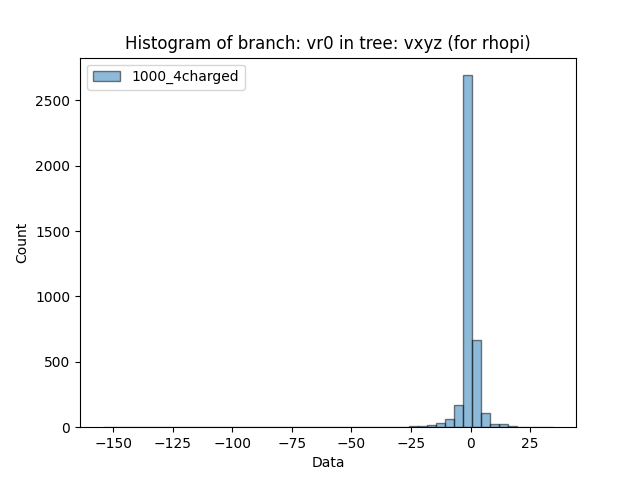 Histogram of branch: vr0 in tree: vxyz (for rhopi)
1000_4charged
2500
2000
1500
1000
500
0
Count
−150 −125 −100 −75 −50 −25 0 25
Data